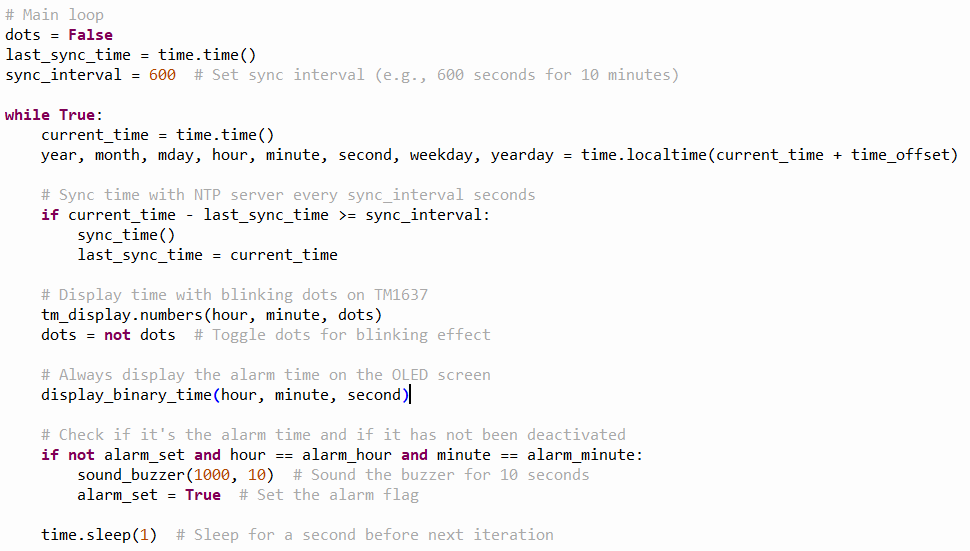 # Main loop
dots = False
last_sync_time = time.time()
sync_interval = 600  # Set sync interval (e.g., 600 seconds for 10 minutes)

while True:
    current_time = time.time()
    year, month, mday, hour, minute, second, weekday, yearday = time.localtime(current_time + time_offset)

    # Sync time with NTP server every sync_interval seconds
    if current_time - last_sync_time >= sync_interval:
        sync_time()
        last_sync_time = current_time

    # Display time with blinking dots on TM1637
    tm_display.numbers(hour, minute, dots)
    dots = not dots  # Toggle dots for blinking effect

    # Always display the alarm time on the OLED screen
    display_binary_time(hour, minute, second)

    # Check if it's the alarm time and if it has not been deactivated
    if not alarm_set and hour == alarm_hour and minute == alarm_minute:
        sound_buzzer(1000, 10)  # Sound the buzzer for 10 seconds
        alarm_set = True  # Set the alarm flag

    time.sleep(1)  # Sleep for a second before next iteration